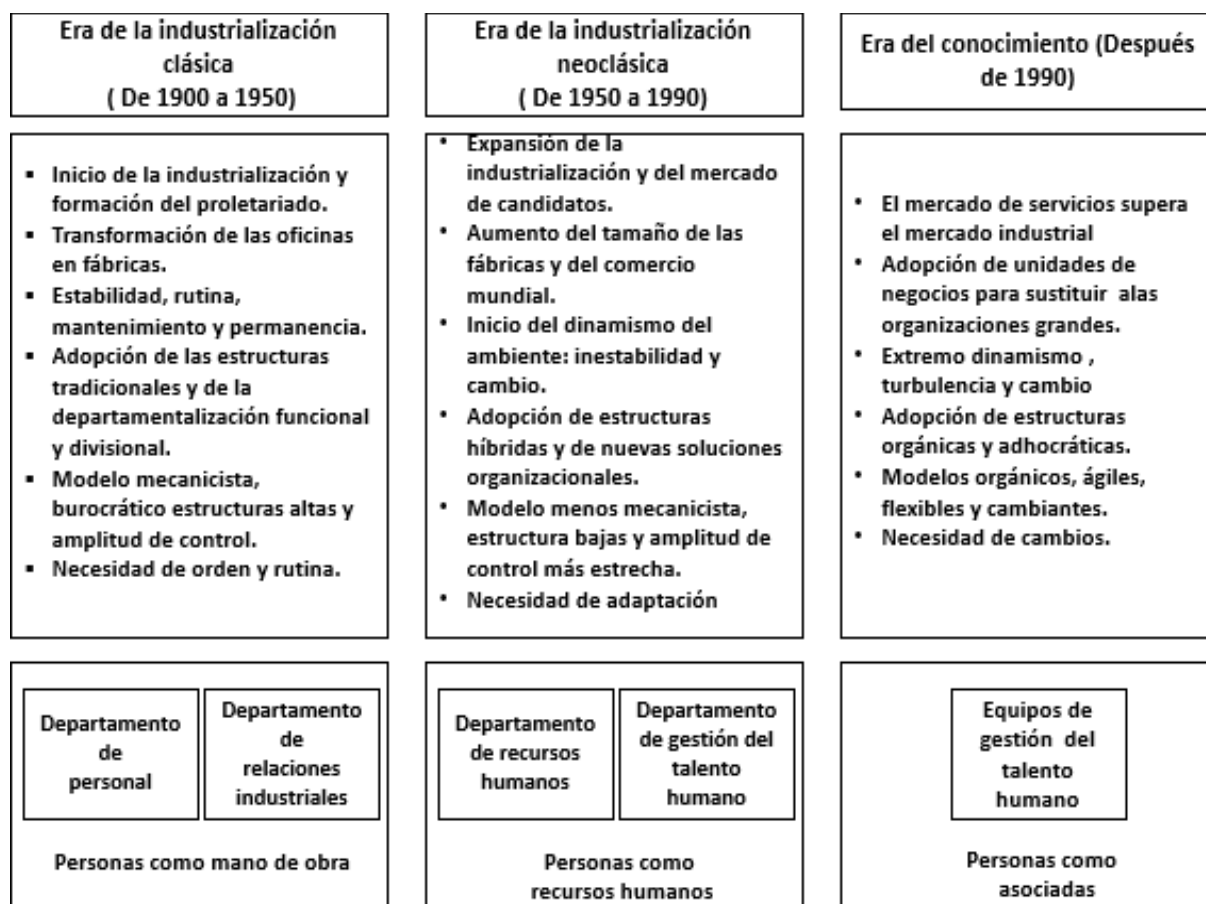 Era de la industrialización
clásica
( De 1900 a 1950)
Era de la industrialización
neoclásica
( De 1950 a 1990)
Era del conocimiento (Después
de 1990)
▪ Inicio de la industrialización y
formación del proletariado.
▪ Transformación de las oficinas
en fábricas.
▪ Estabilidad, rutina,
mantenimiento y permanencia.
▪ Adopción de las estructuras
tradicionales y de la
departamentalización funcional
y divisional.
▪ Modelo mecanicista,
burocrático estructuras altas y
amplitud de control.
▪ Necesidad de orden y rutina.
• Expansión de la
industrialización y del mercado
de candidatos.
• Aumento del tamaño de las
fábricas y del comercio
mundial.
• Inicio del dinamismo del
ambiente: inestabilidad y
cambio.
• Adopción de estructuras
híbridas y de nuevas soluciones
organizacionales.
• Modelo menos mecanicista,
estructura bajas y amplitud de
control más estrecha.
• Necesidad de adaptación
• El mercado de servicios supera
el mercado industrial
• Adopción de unidades de
negocios para sustituir alas
organizaciones grandes.
• Extremo dinamismo ,
turbulencia y cambio
• Adopción de estructuras
orgánicas y adhocráticas.
• Modelos orgánicos, ágiles,
flexibles y cambiantes.
• Necesidad de cambios.
Departamento
de
personal
Departamento
de
relaciones
industriales
Personas como mano de obra
Departamento
de recursos
humanos
Departamento
de gestión del
talento
humano
Personas como
recursos humanos
Equipos de
gestión del
talento
humano
Personas como
asociadas